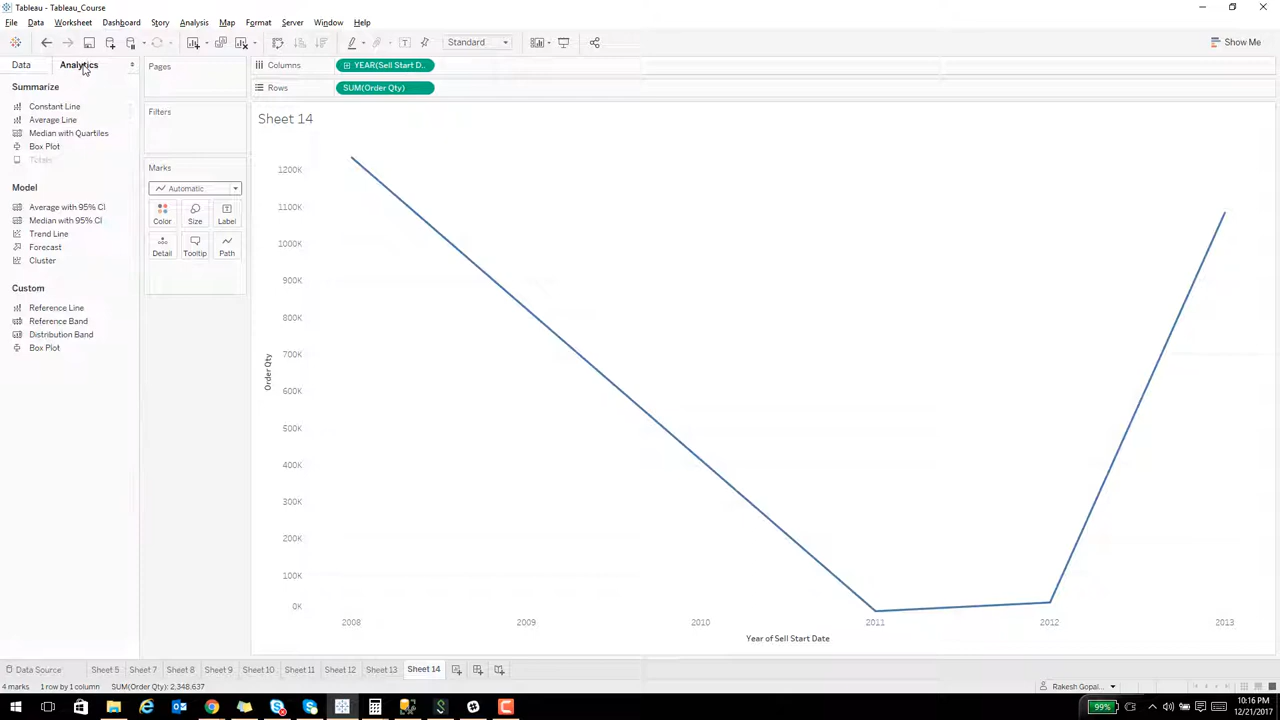 Tableau - Tableau_Course
File Data Worksheet Dashboard Story Analysis Map Format Server Window Help
Standard
Show Me
Data Analytics
Summarize
Constant Line
Average Line
Median with Quartiles
Box Plot
Totals
Model
Average with 95% CI
Median with 95% CI
Trend Line
Forecast
Cluster
Custom
Reference Line
Reference Band
Distribution Band
Box Plot
Pages
Filters
Marks
Automatic
Color Size Label
Detail Tooltip Path
Columns YEAR(Sell Start D..
Rows SUM(Order Qty)
Sheet 14
1200K
1100K
1000K
900K
800K
700K
600K
500K
400K
300K
200K
100K
0K
Order Qty
2008 2009 2010 2011 2012 2013
Year of Sell Start Date
Data Source Sheet 5 Sheet 7 Sheet 8 Sheet 9 Sheet 10 Sheet 11 Sheet 12 Sheet 13 Sheet 14
4 marks 1 row by 1 column SUM(Order Qty): 2,348,637
Rakesh Gopal...
99%
10:16 PM
12/21/2017